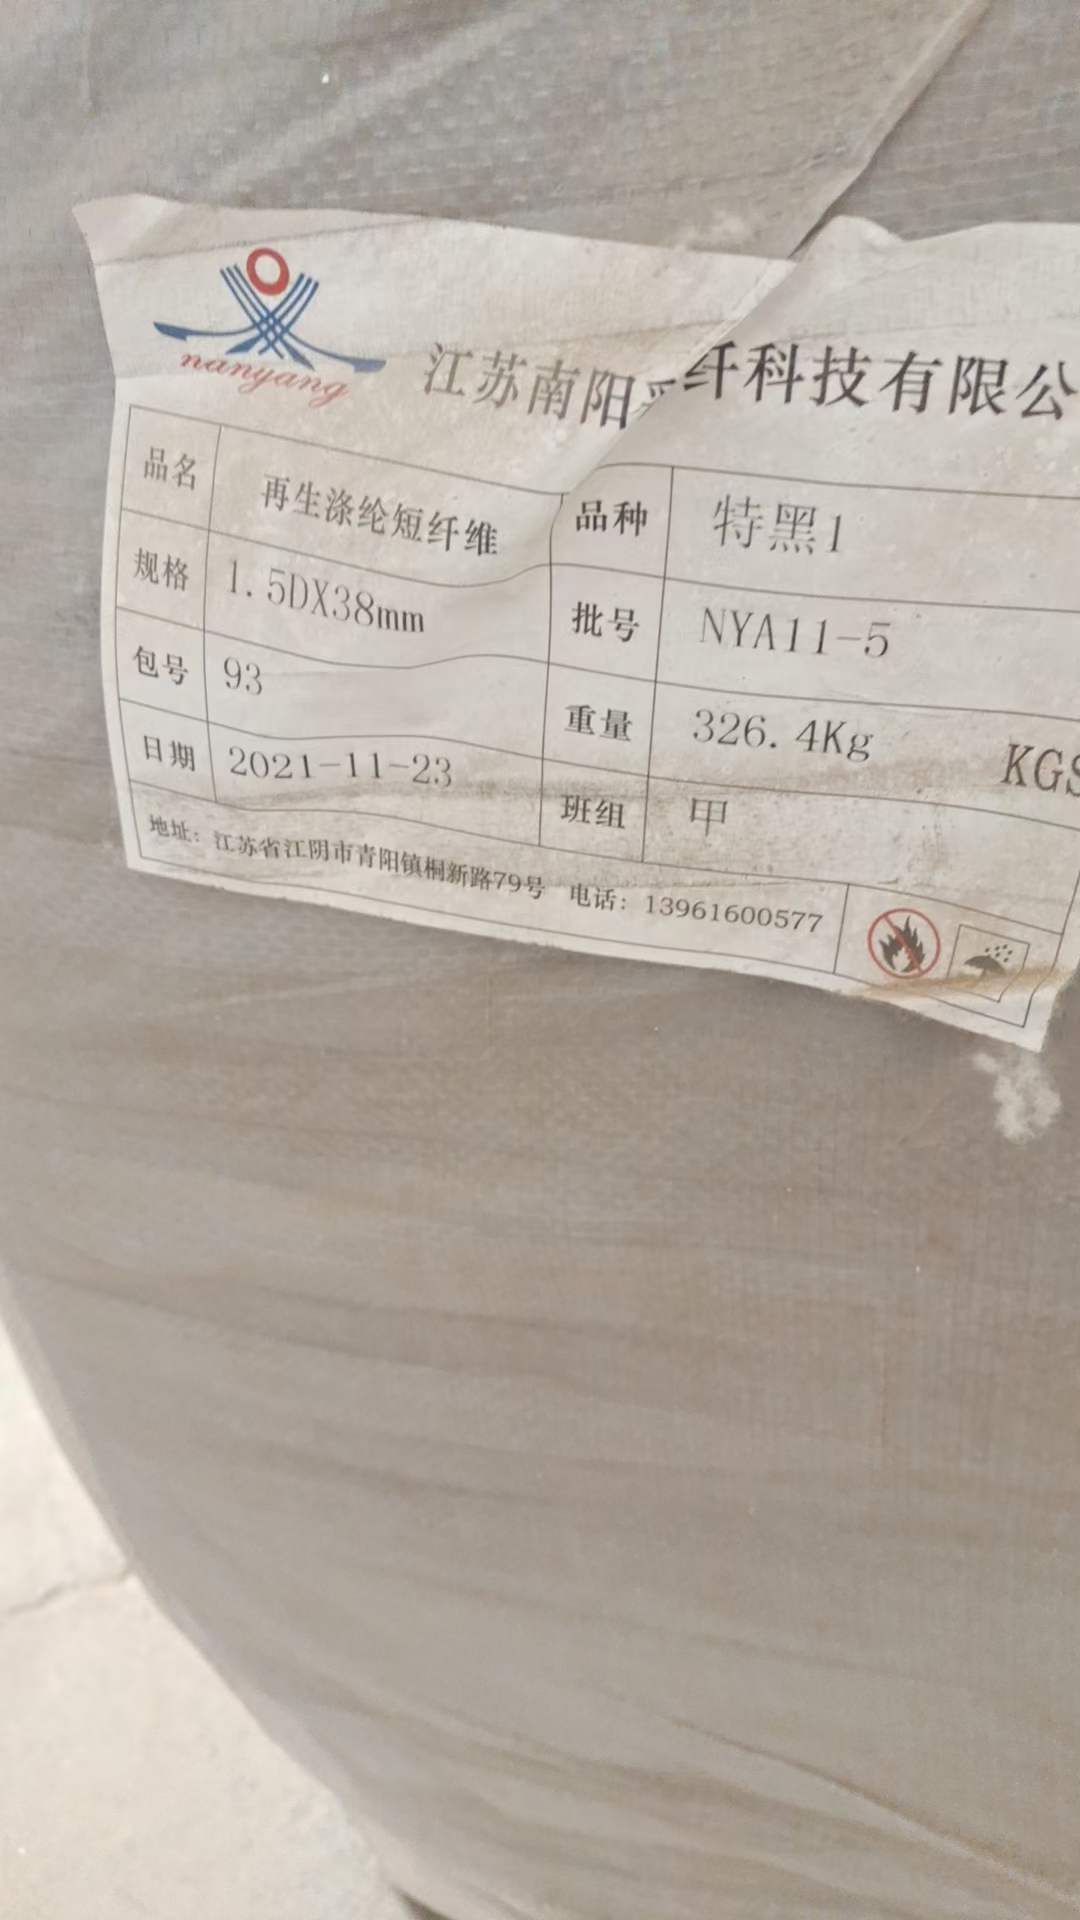 nanyang
江苏南阳 纤科技有限公
品名 再生涤纶短纤维 品种 特黑1
规格 1.5DX38mm 批号 NYA11-5
包号 93 重量 326.4Kg KGS
日期 2021-11-23 班组 甲
地址：江苏省江阴市青阳镇桐新路79号 电话：13961600577